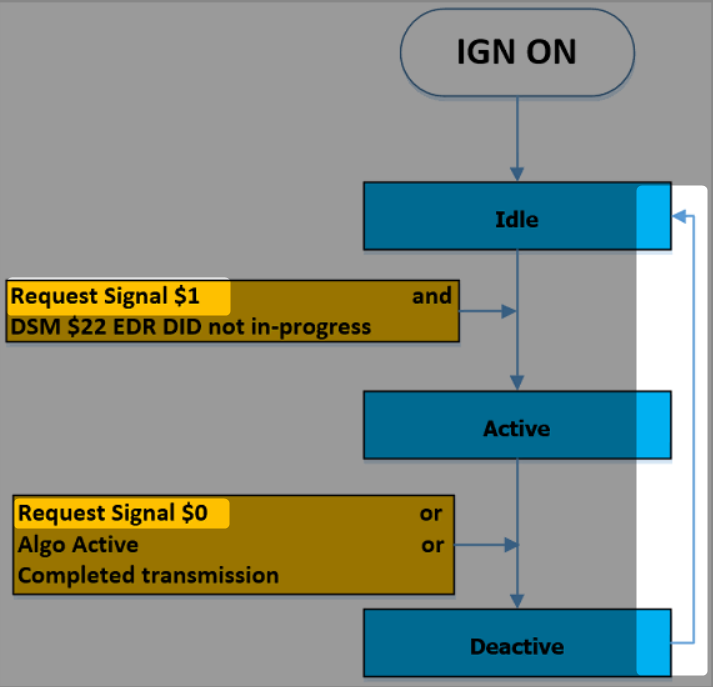 IGN ON
Idle
Request Signal $1 and
DSM $22 EDR DID not in-progress
Active
Request Signal $0 or
Algo Active or
Completed transmission
Deactive